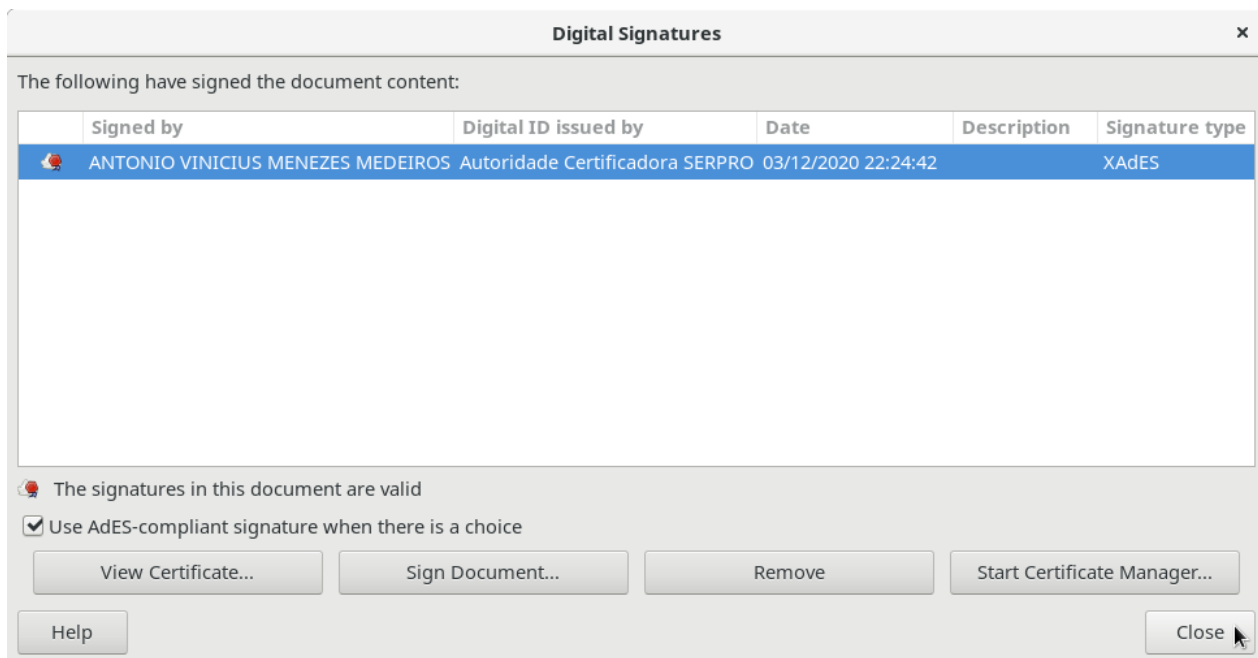 Digital Signatures
The following have signed the document content:
Signed by Digital ID issued by Date Description Signature type
ANTONIO VINICIUS MENEZES MEDEIROS Autoridade Certificadora SERPRO 03/12/2020 22:24:42 XAdES
The signatures in this document are valid
Use AdES-compliant signature when there is a choice
View Certificate... Sign Document... Remove Start Certificate Manager...
Help Close